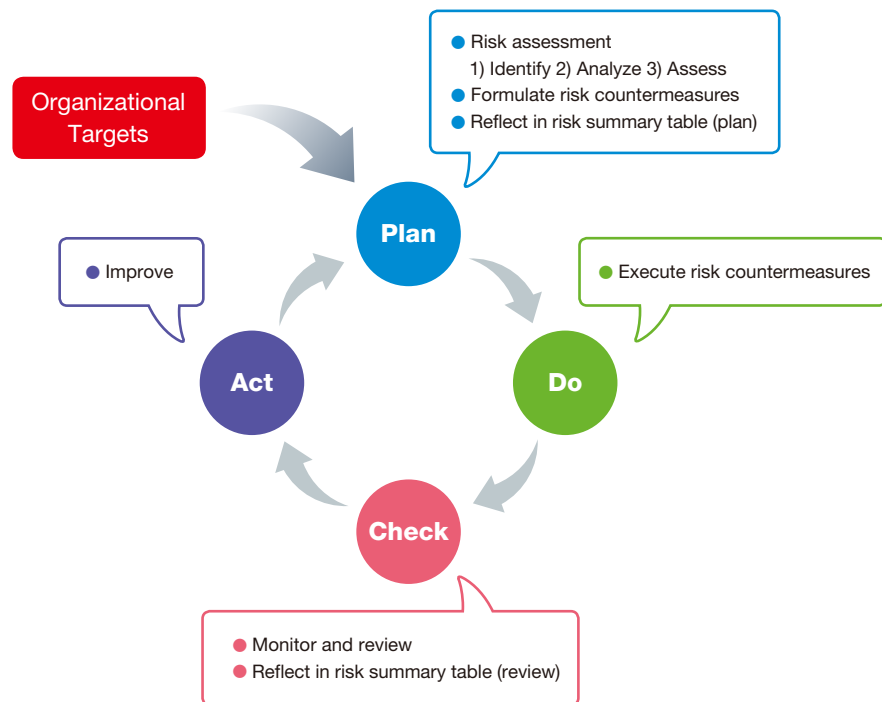 Organizational
Targets
● Risk assessment
1) Identify 2) Analyze 3) Assess
● Formulate risk countermeasures
● Reflect in risk summary table (plan)
Plan
● Improve
● Execute risk countermeasures
Act
Do
Check
● Monitor and review
● Reflect in risk summary table (review)